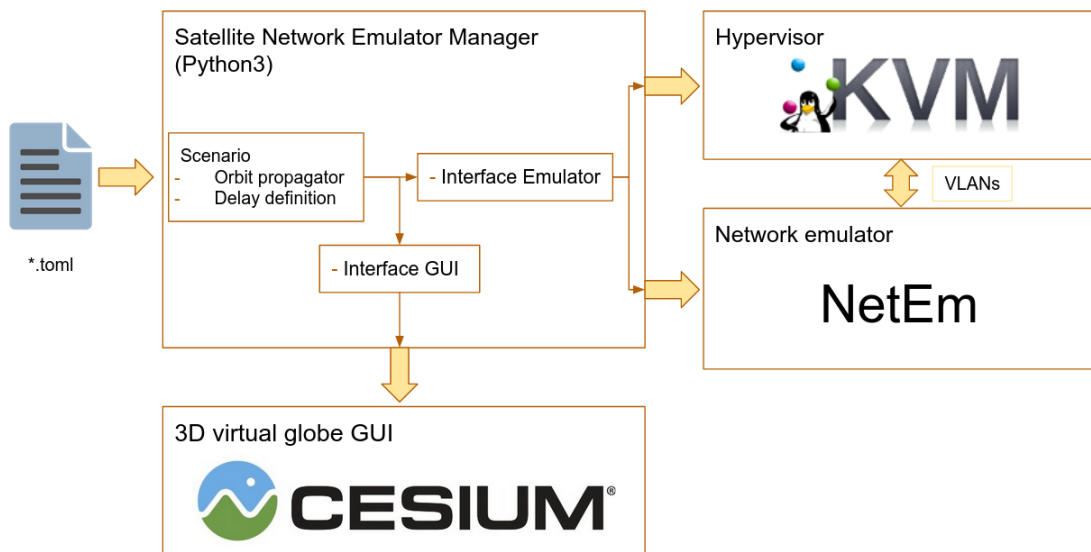 Satellite Network Emulator Manager
(Python3)
Hypervisor
KVM
Scenario
- Orbit propagator
- Delay definition
- Interface Emulator
- Interface GUI
*.toml
VLANs
Network emulator
NetEm
3D virtual globe GUI
CESIUM®